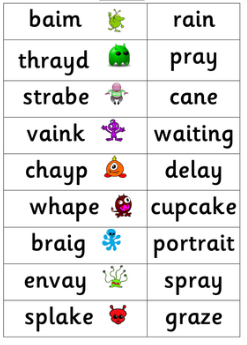 baim rain
thrayd pray
strabe cane
vaink waiting
chayp delay
whape cupcake
braig portrait
envay spray
splake graze